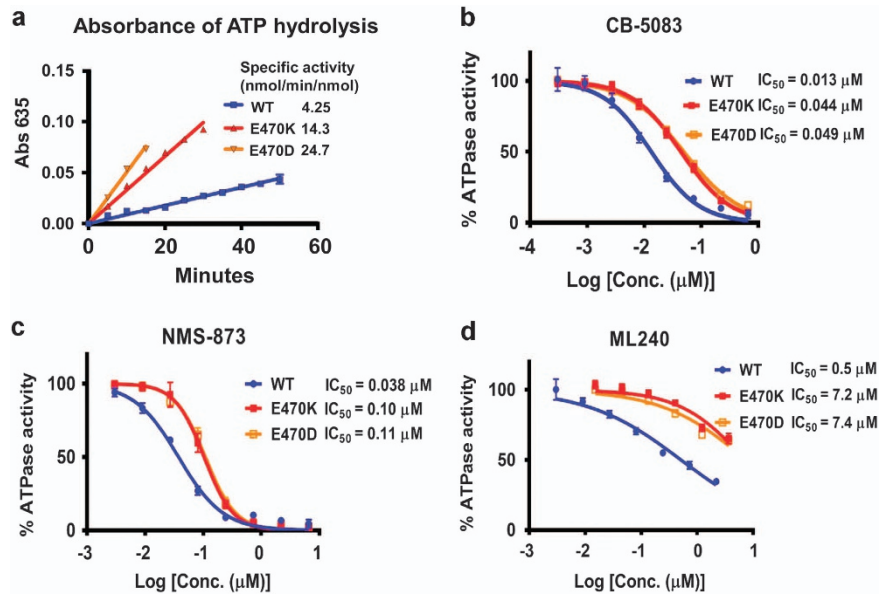 a
Absorbance of ATP hydrolysis
Specific activity
(nmol/min/nmol)
WT 4.25
E470K 14.3
E470D 24.7
Abs 635
0.15
0.10
0.05
0.00
0 20 40 60
Minutes
b
CB-5083
WT IC50 = 0.013 μM
E470K IC50 = 0.044 μM
E470D IC50 = 0.049 μM
% ATPase activity
100
50
0
-4 -3 -2 -1 0
Log [Conc. (μM)]
c
NMS-873
WT IC50 = 0.038 μM
E470K IC50 = 0.10 μM
E470D IC50 = 0.11 μM
% ATPase activity
100
50
0
-3 -2 -1 0 1
Log [Conc. (μM)]
d
ML240
WT IC50 = 0.5 μM
E470K IC50 = 7.2 μM
E470D IC50 = 7.4 μM
% ATPase activity
100
50
0
-3 -2 -1 0 1
Log [Conc. (μM)]